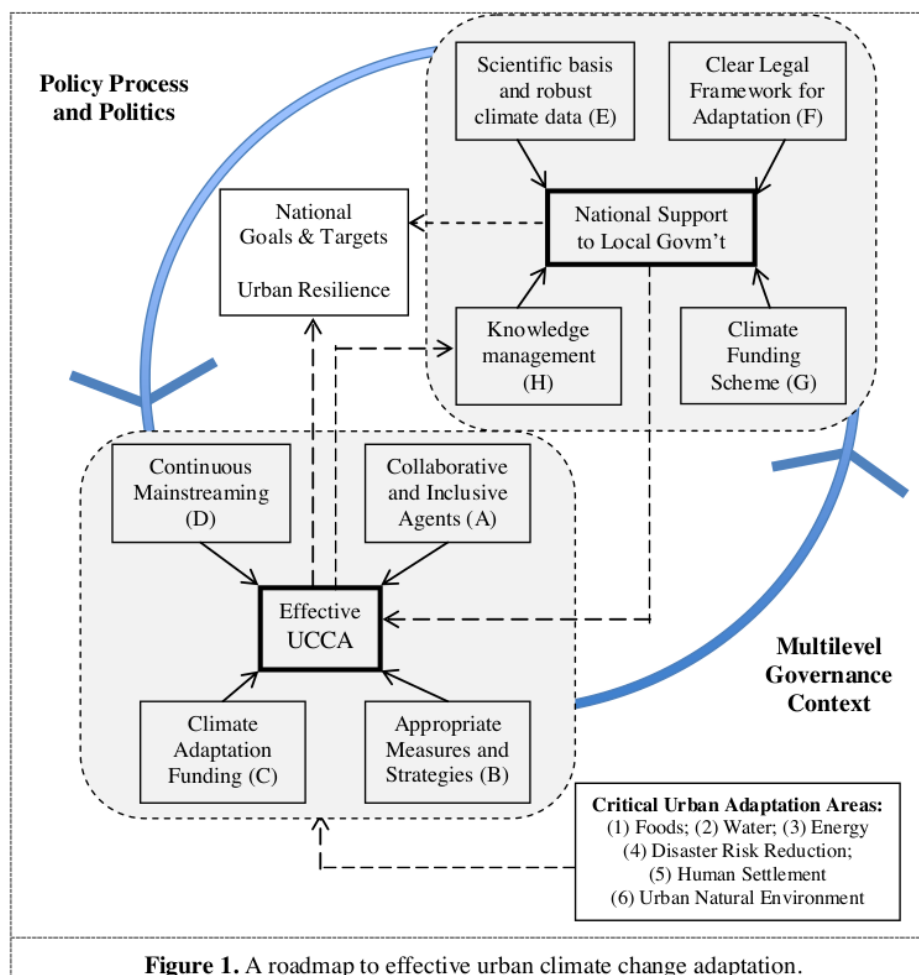 Policy Process
and Politics
Scientific basis
and robust
climate data (E)
Clear Legal
Framework for
Adaptation (F)
National
Goals & Targets
Urban Resilience
National Support
to Local Govm't
Knowledge
management
(H)
Climate
Funding
Scheme (G)
Continuous
Mainstreaming
(D)
Collaborative
and Inclusive
Agents (A)
Effective
UCCA
Multilevel
Governance
Context
Climate
Adaptation
Funding (C)
Appropriate
Measures and
Strategies (B)
Critical Urban Adaptation Areas:
(1) Foods; (2) Water; (3) Energy
(4) Disaster Risk Reduction;
(5) Human Settlement
(6) Urban Natural Environment
Figure 1. A roadmap to effective urban climate change adaptation.